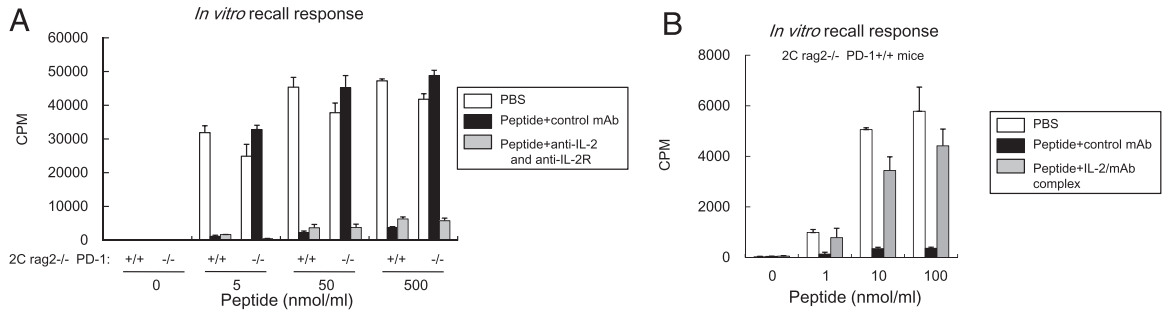 A
In vitro recall response
60000
50000
40000
30000
20000
10000
0
CPM
PBS
Peptide+control mAb
Peptide+anti-IL-2
and anti-IL-2R
2C rag2-/- PD-1: +/+ -/- +/+ -/- +/+ -/- +/+ -/-
0 5 50 500
Peptide (nmol/ml)
B
In vitro recall response
2C rag2-/- PD-1+/+ mice
8000
6000
4000
2000
0
CPM
PBS
Peptide+control mAb
Peptide+IL-2/mAb
complex
0 1 10 100
Peptide (nmol/ml)